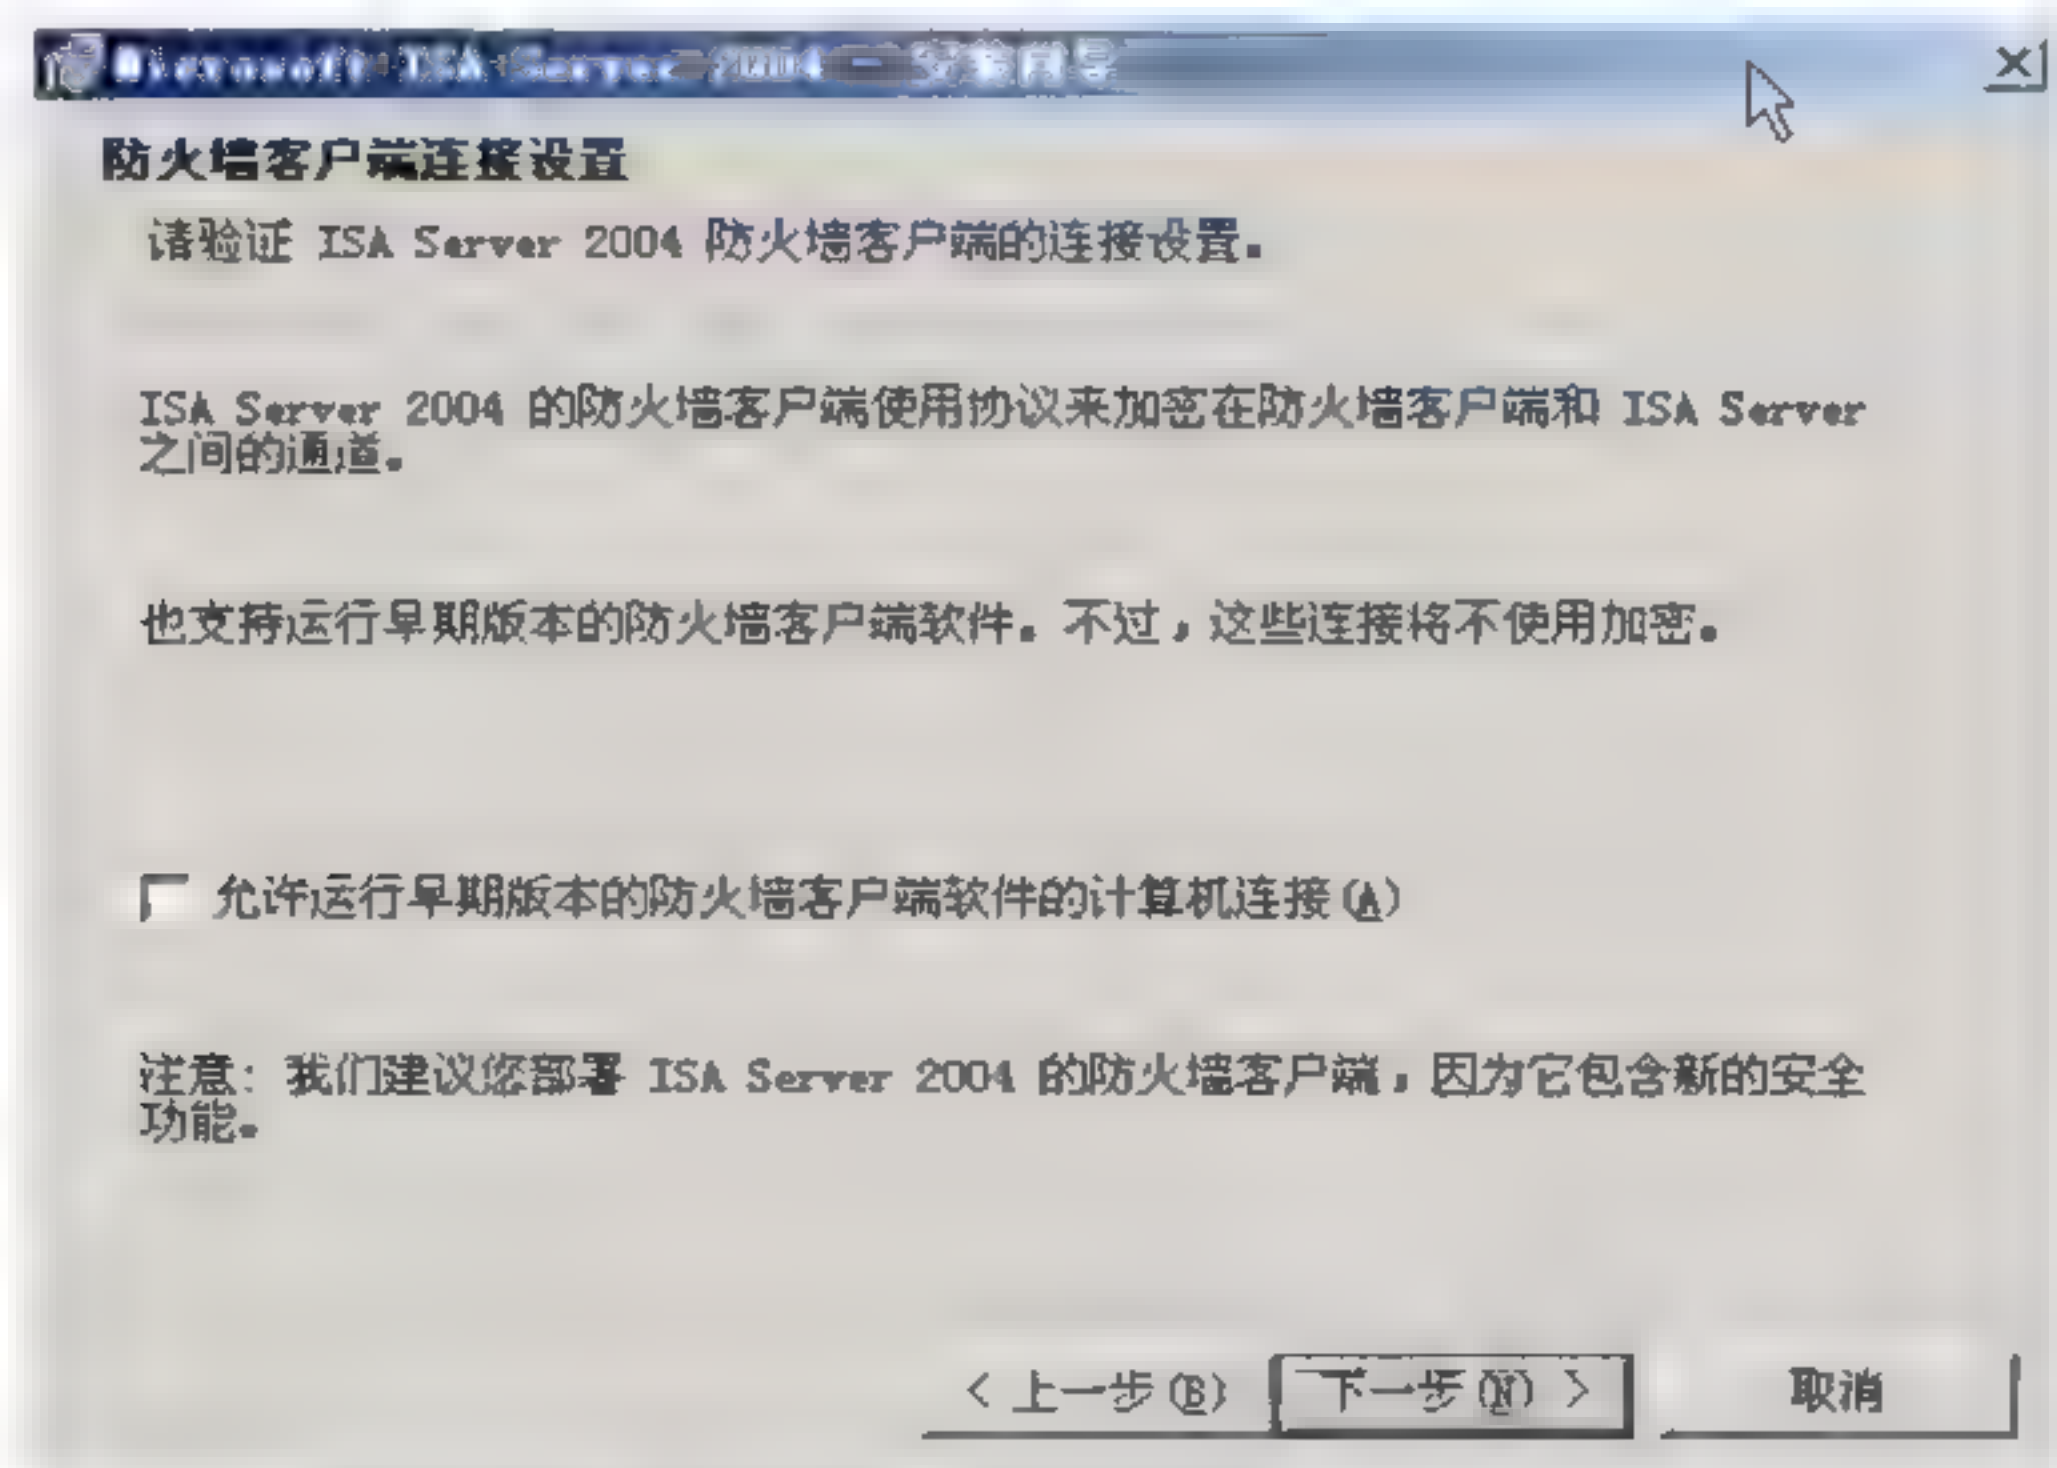 Microsoft ISA Server 2004 - 安装向导
防火墙客户端连接设置
请验证 ISA Server 2004 防火墙客户端的连接设置。
ISA Server 2004 的防火墙客户端使用协议来加密在防火墙客户端和 ISA Server
之间的通道。
也支持运行早期版本的防火墙客户端软件。不过，这些连接将不使用加密。
允许运行早期版本的防火墙客户端软件的计算机连接(A)
注意: 我们建议您部署 ISA Server 2004 的防火墙客户端，因为它包含新的安全
功能。
< 上一步(B) 下一步(N) > 取消